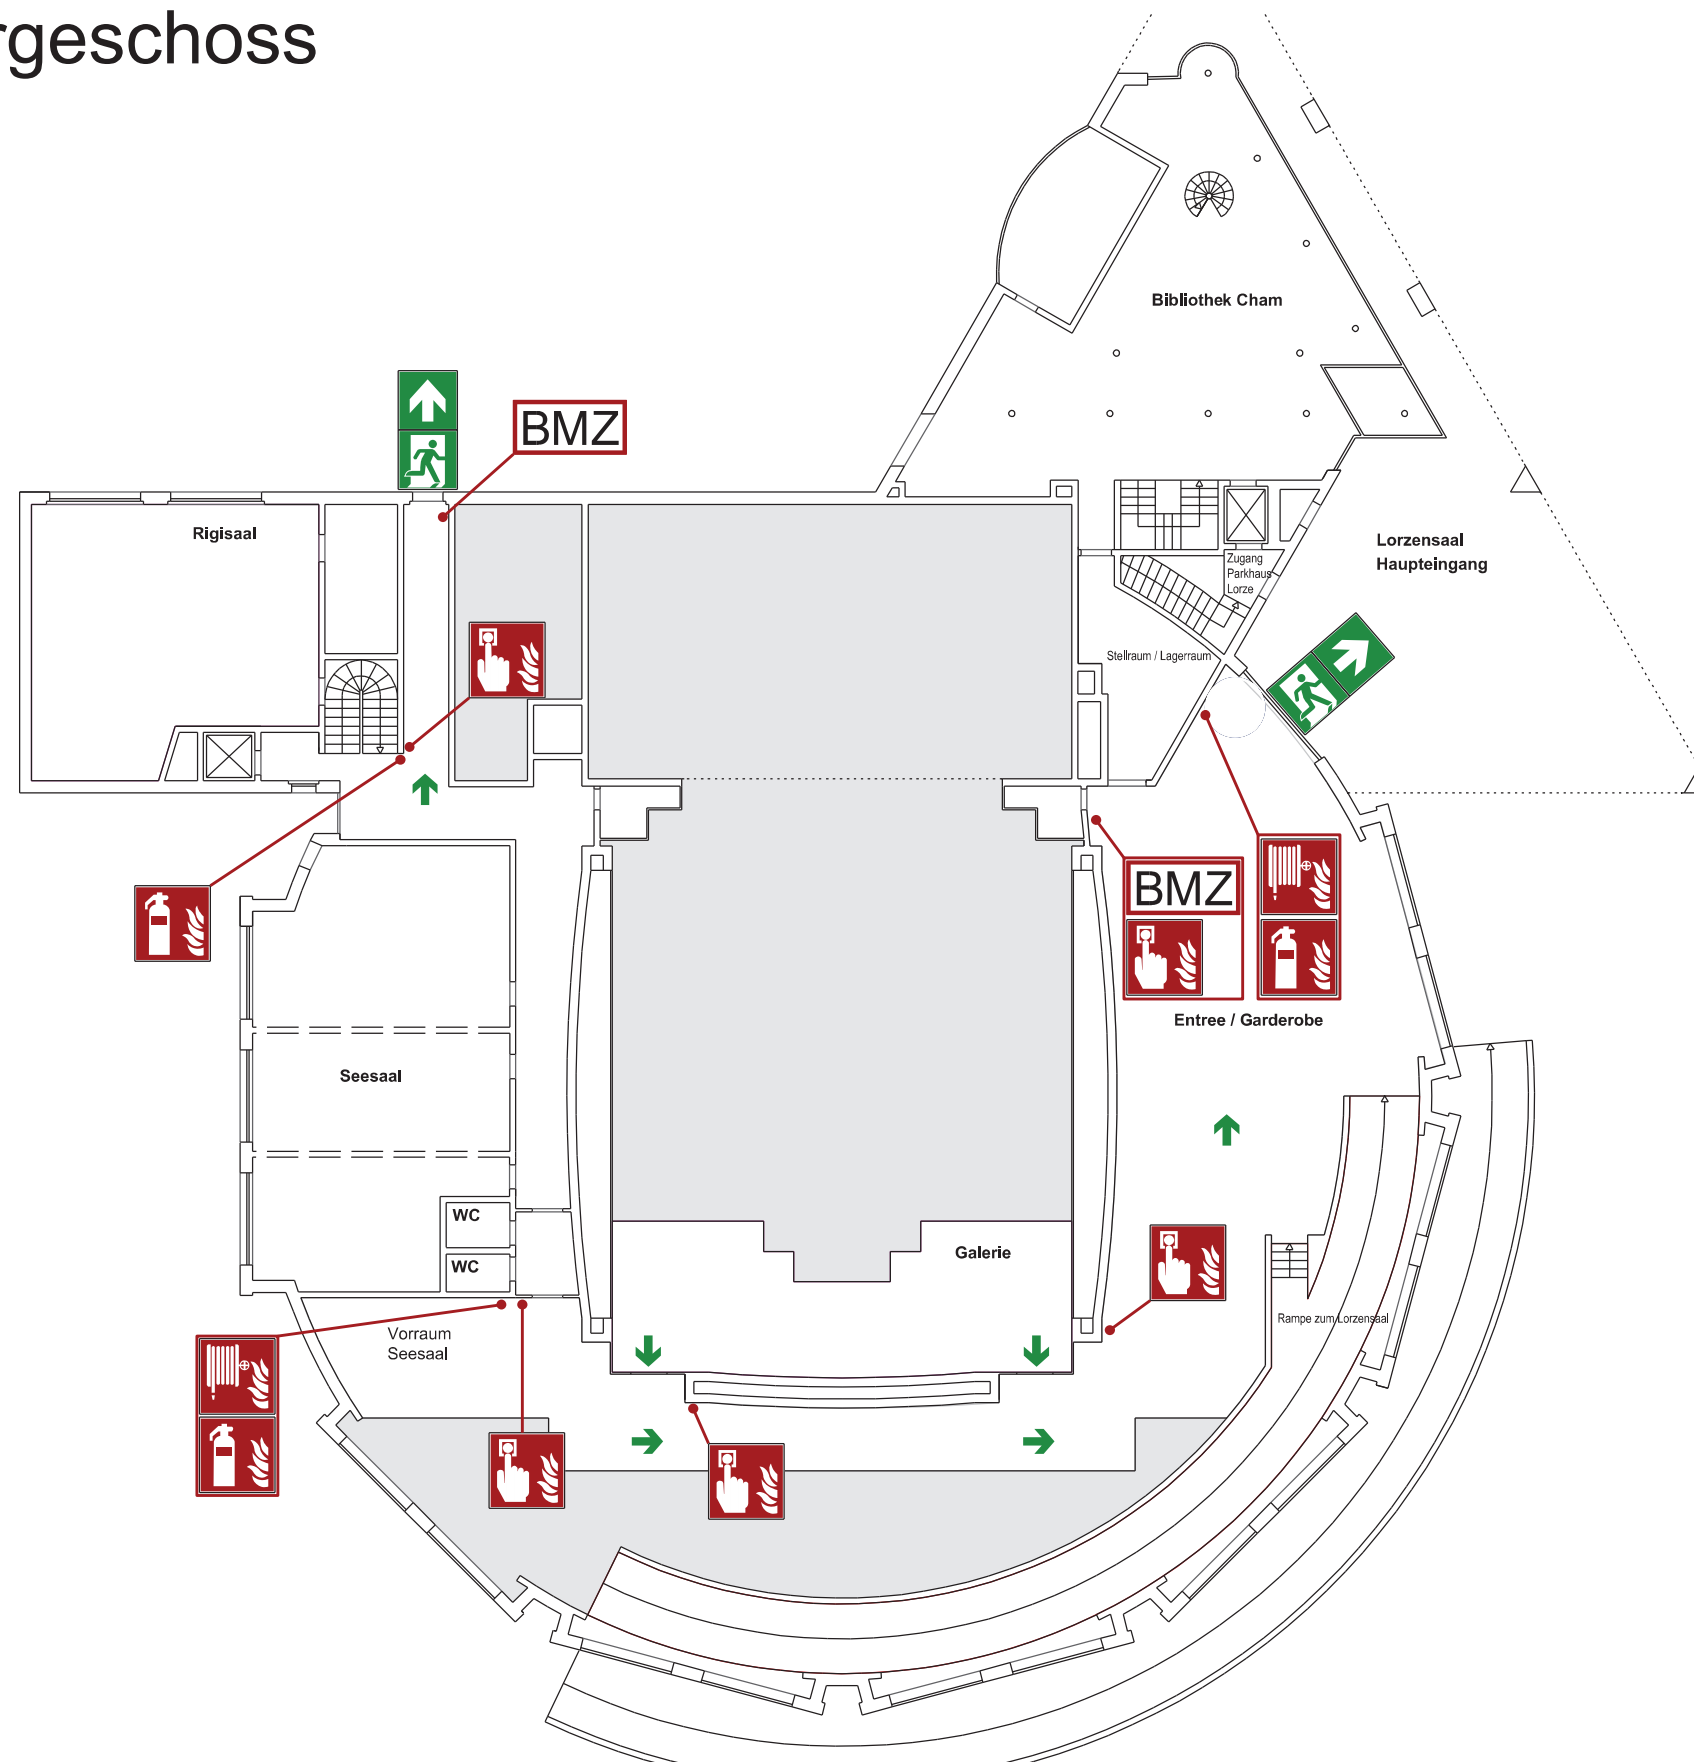 rgeschoss
Bibliothek Cham
BMZ
Rigisaal
Lorzensaal
Haupteingang
Zugang
Parkhaus
Lorze
Stellraum / Lagerraum
BMZ
Entree / Garderobe
Seesaal
WC
Galerie
WC
Rampe zum Lorzensaal
Vorraum
Seesaal